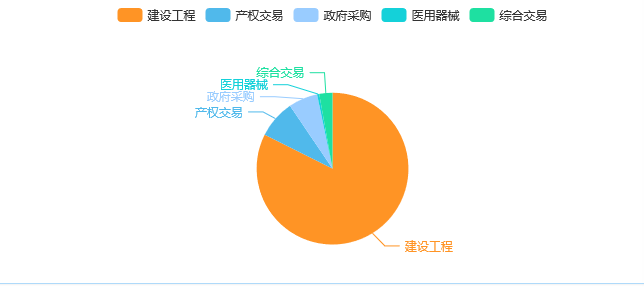 建设工程 产权交易 政府采购 医用器械 综合交易
综合交易
医用器械
政府采购
产权交易
建设工程